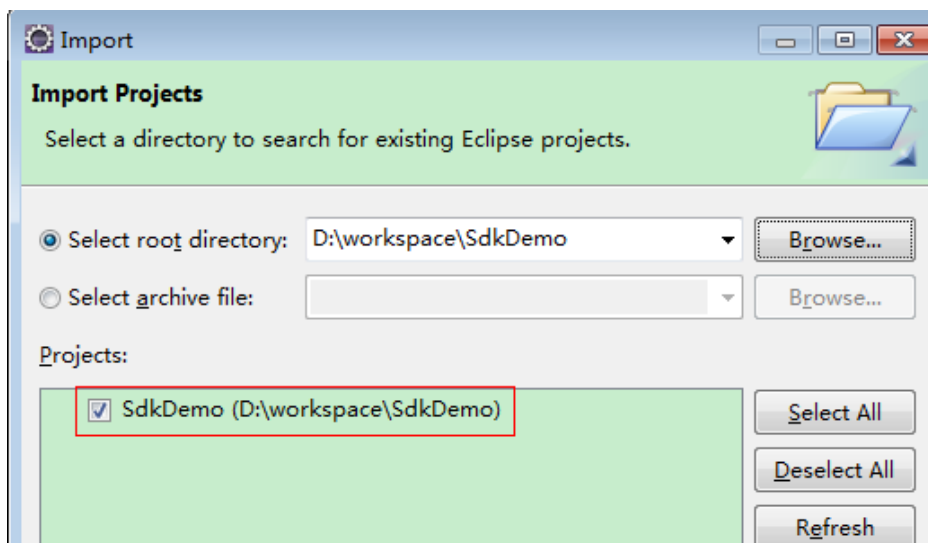 Import
Import Projects
Select a directory to search for existing Eclipse projects.
Select root directory: D:\workspace\SdkDemo Browse...
Select archive file: Browse...
Projects:
SdkDemo (D:\workspace\SdkDemo)
Select All
Deselect All
Refresh